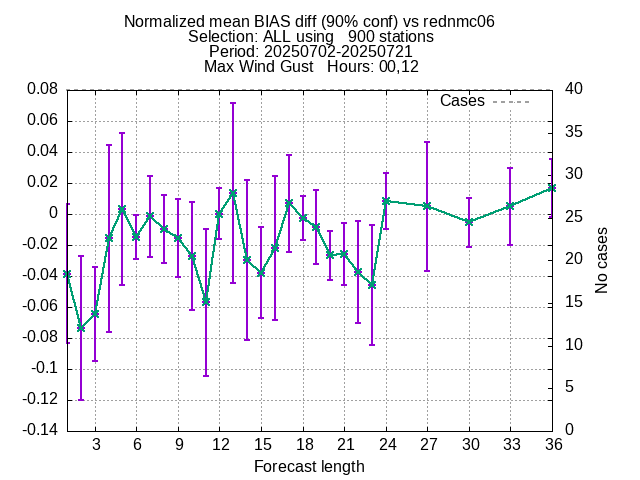 Normalized mean BIAS diff (90% conf) vs rednmc06
Selection: ALL using   900 stations
Period: 20250702-20250721
Max Wind Gust   Hours: 00,12
Cases
0.08
0.06
0.04
0.02
0
-0.02
-0.04
-0.06
-0.08
-0.1
-0.12
-0.14
40
35
30
25
20
15
10
5
0
No cases
3 6 9 12 15 18 21 24 27 30 33 36
Forecast length